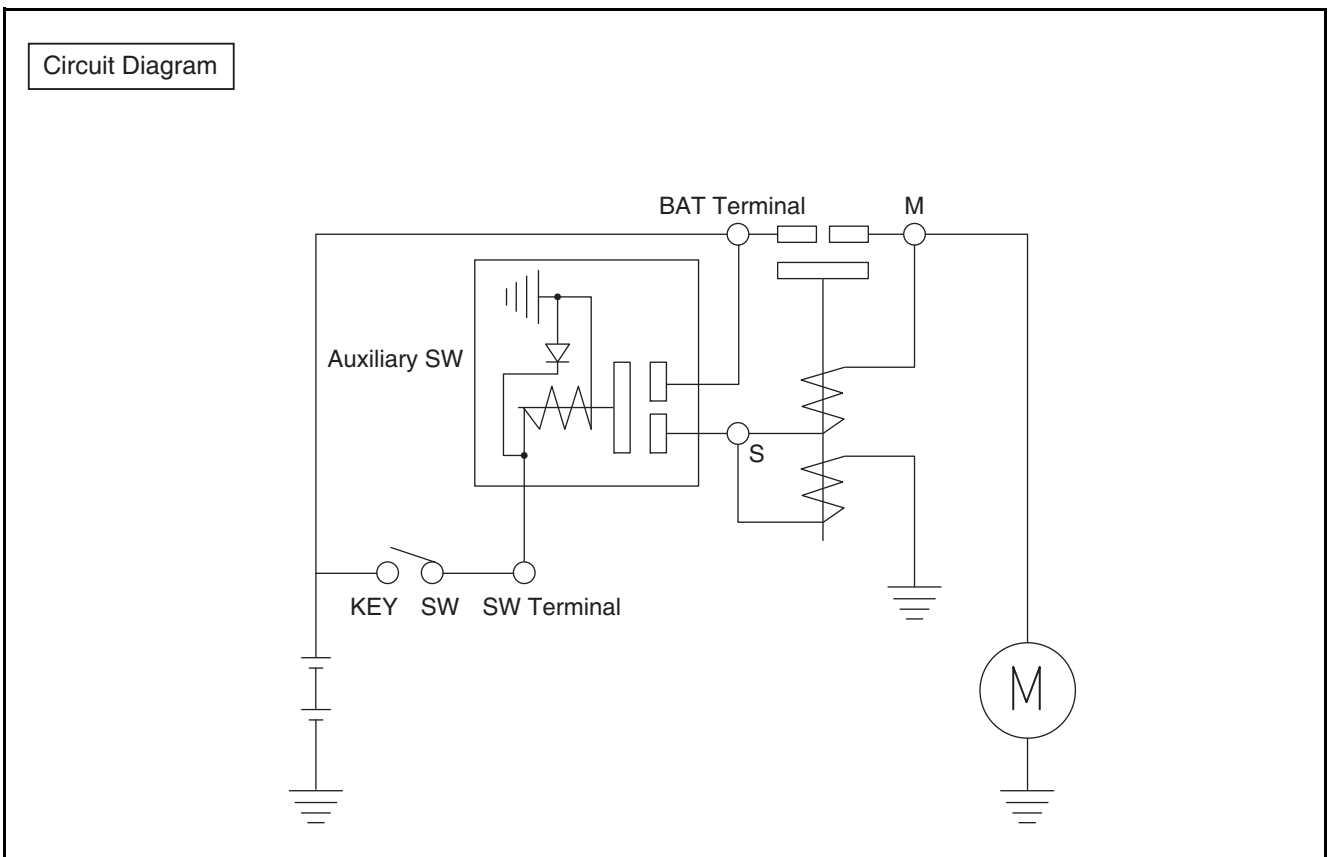 Circuit Diagram
BAT Terminal
M
Auxiliary SW
S
KEY SW SW Terminal
M